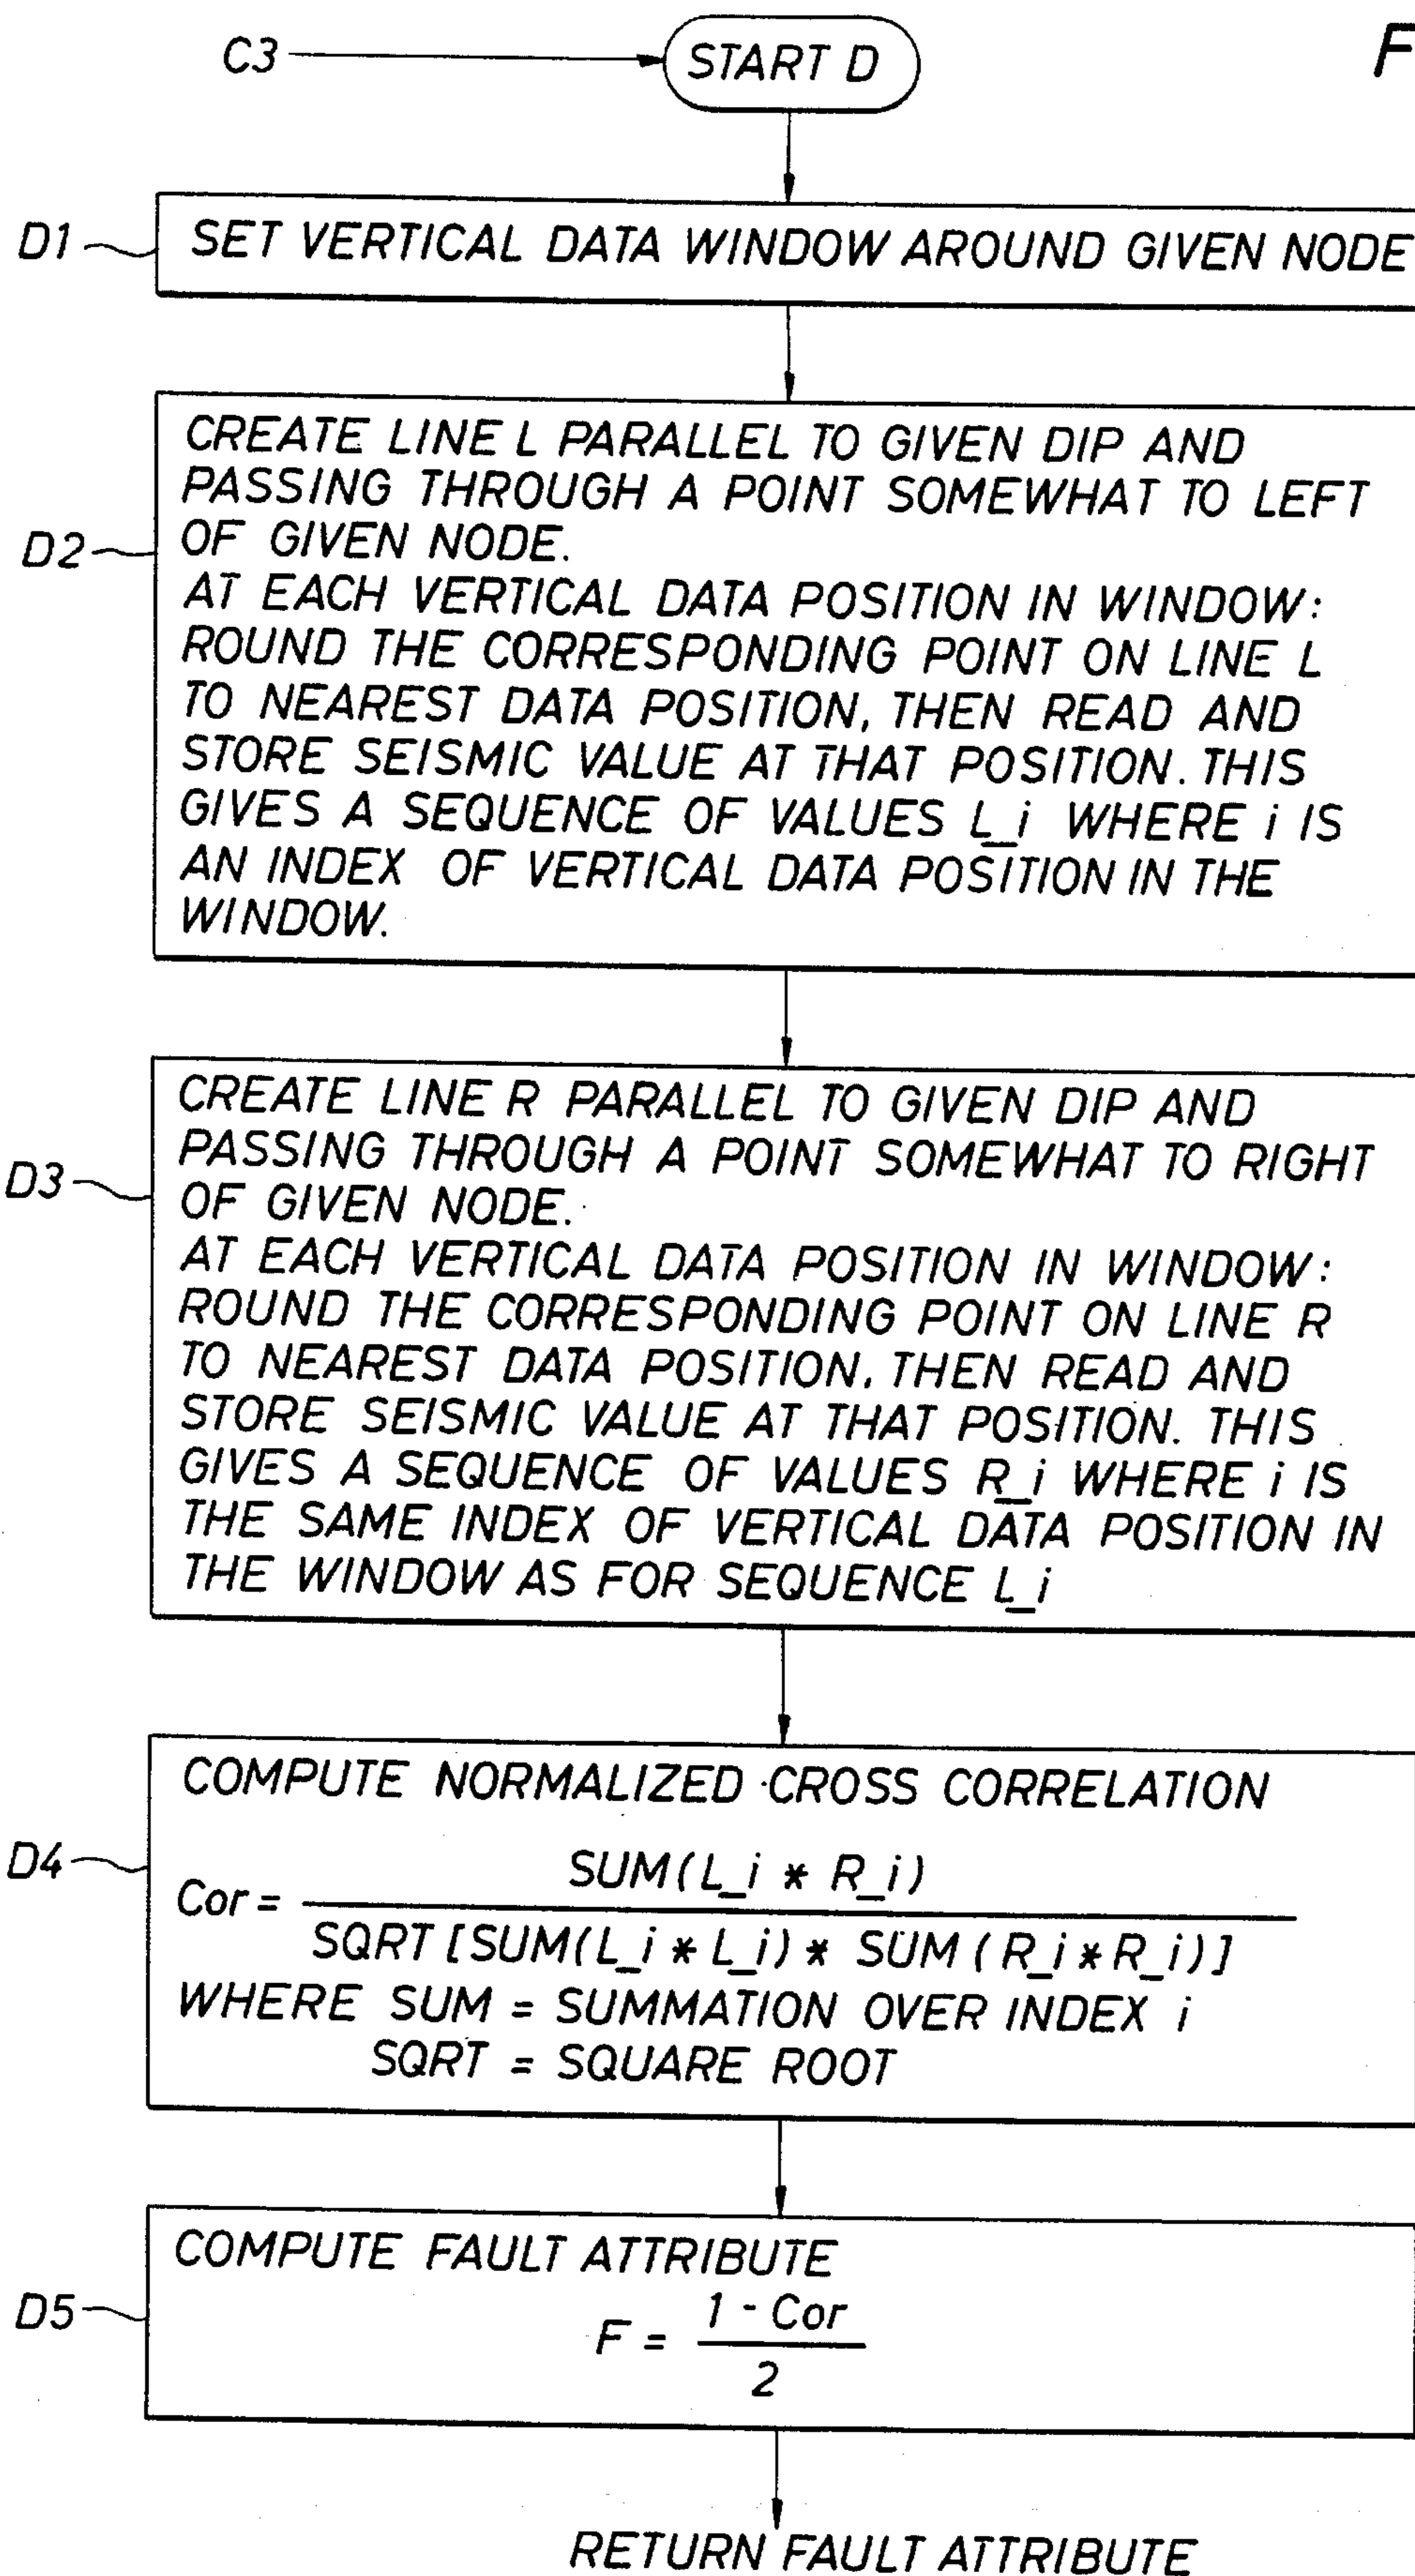 F
C3
START D
D1
SET VERTICAL DATA WINDOW AROUND GIVEN NODE
D2
CREATE LINE L PARALLEL TO GIVEN DIP AND
PASSING THROUGH A POINT SOMEWHAT TO LEFT
OF GIVEN NODE.
AT EACH VERTICAL DATA POSITION IN WINDOW:
ROUND THE CORRESPONDING POINT ON LINE L
TO NEAREST DATA POSITION, THEN READ AND
STORE SEISMIC VALUE AT THAT POSITION. THIS
GIVES A SEQUENCE OF VALUES L_i WHERE i IS
AN INDEX OF VERTICAL DATA POSITION IN THE
WINDOW.
D3
CREATE LINE R PARALLEL TO GIVEN DIP AND
PASSING THROUGH A POINT SOMEWHAT TO RIGHT
OF GIVEN NODE.
AT EACH VERTICAL DATA POSITION IN WINDOW:
ROUND THE CORRESPONDING POINT ON LINE R
TO NEAREST DATA POSITION, THEN READ AND
STORE SEISMIC VALUE AT THAT POSITION. THIS
GIVES A SEQUENCE OF VALUES R_i WHERE i IS
THE SAME INDEX OF VERTICAL DATA POSITION IN
THE WINDOW AS FOR SEQUENCE L_i
D4
COMPUTE NORMALIZED CROSS CORRELATION
SUM(L_i * R_i)
Cor =
SQRT [SUM(L_i * L_i) * SUM (R_i * R_i)]
WHERE SUM = SUMMATION OVER INDEX i
SQRT = SQUARE ROOT
D5
COMPUTE FAULT ATTRIBUTE
1 - Cor
F =
2
RETURN FAULT ATTRIBUTE